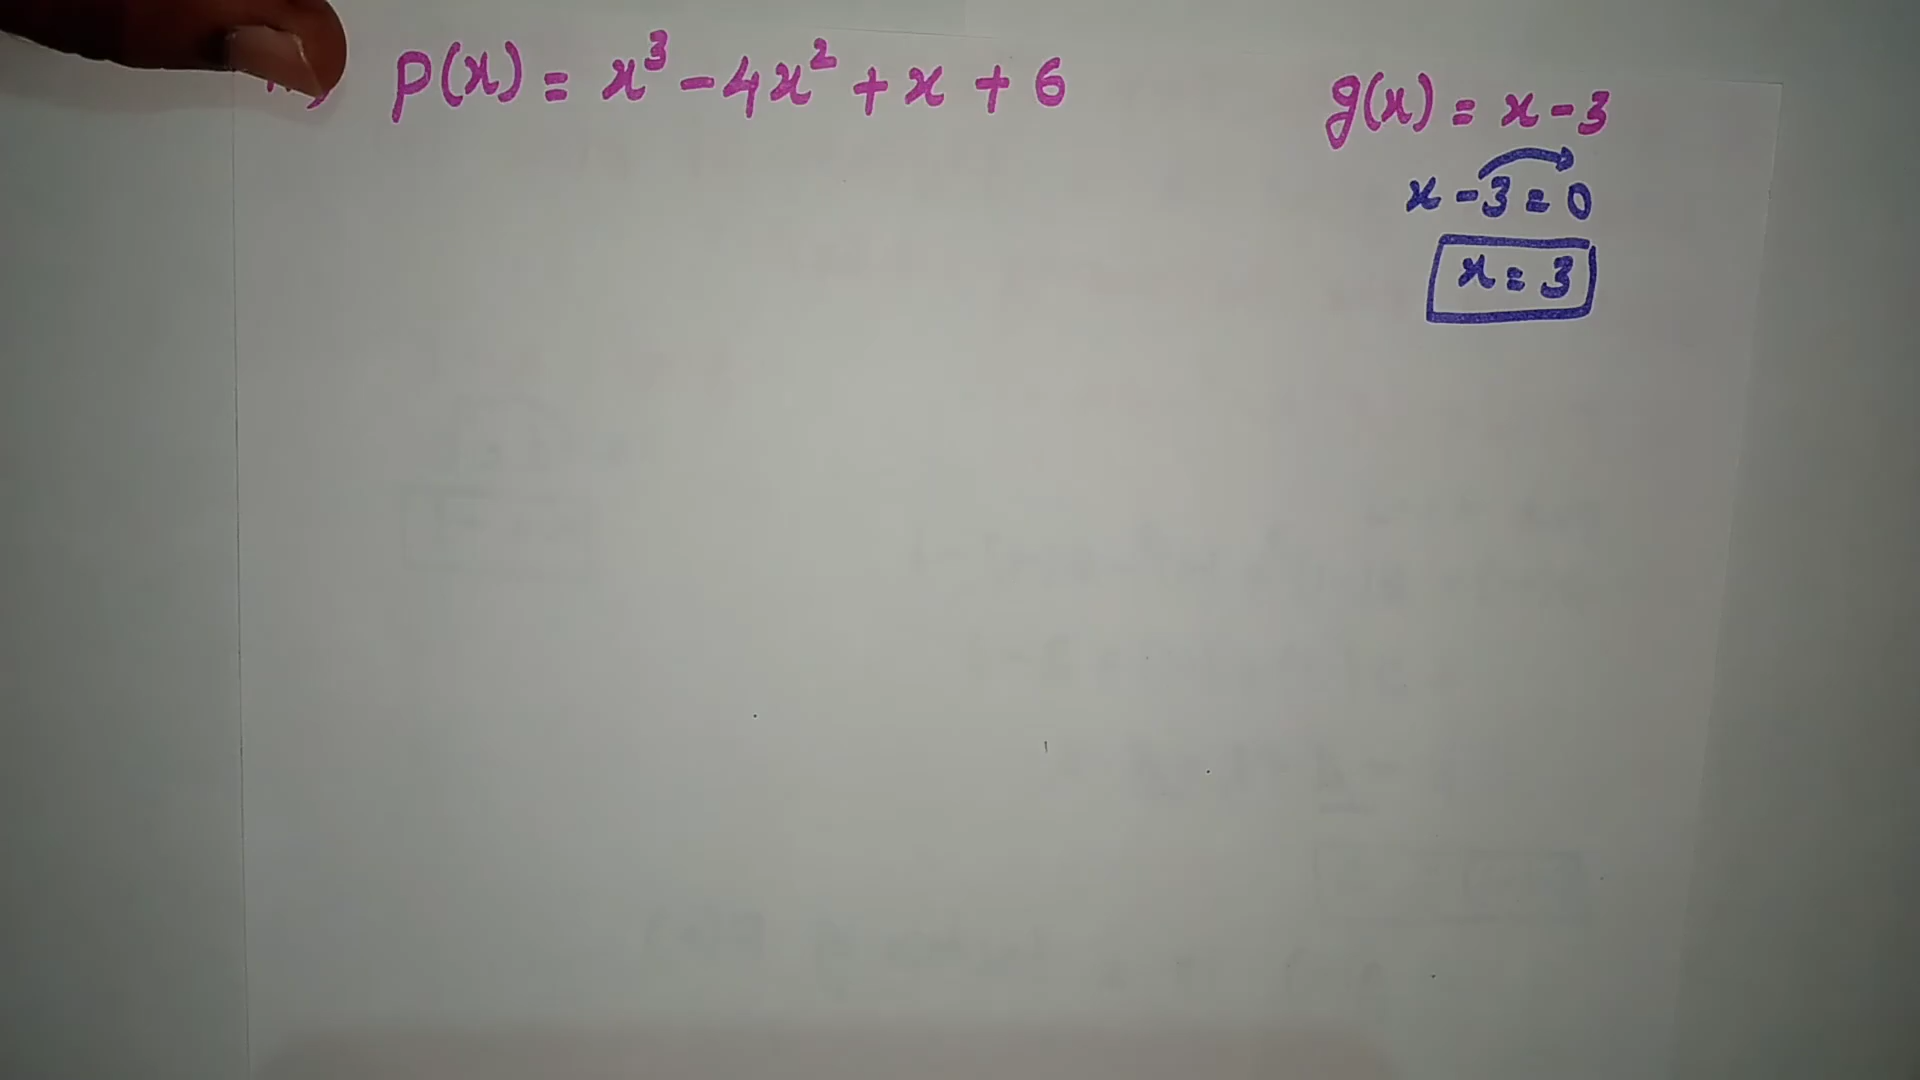 p(x) = x³ - 4x² + x + 6
g(x) = x - 3
x - 3 = 0
x = 3